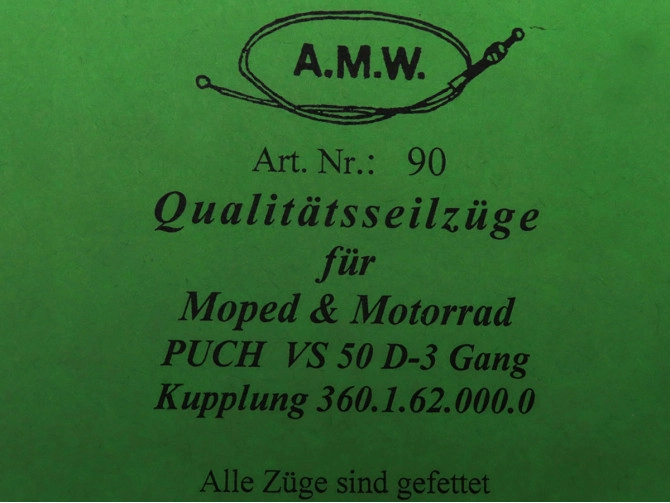 A.M.W.
Art. Nr.: 90
Qualitätsseilzüge
für
Moped & Motorrad
PUCH VS 50 D-3 Gang
Kupplung 360.1.62.000.0
Alle Züge sind gefettet